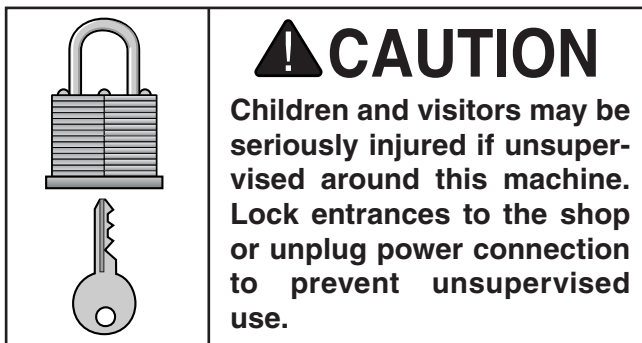 CAUTION
Children and visitors may be
seriously injured if unsuper-
vised around this machine.
Lock entrances to the shop
or unplug power connection
to prevent unsupervised
use.